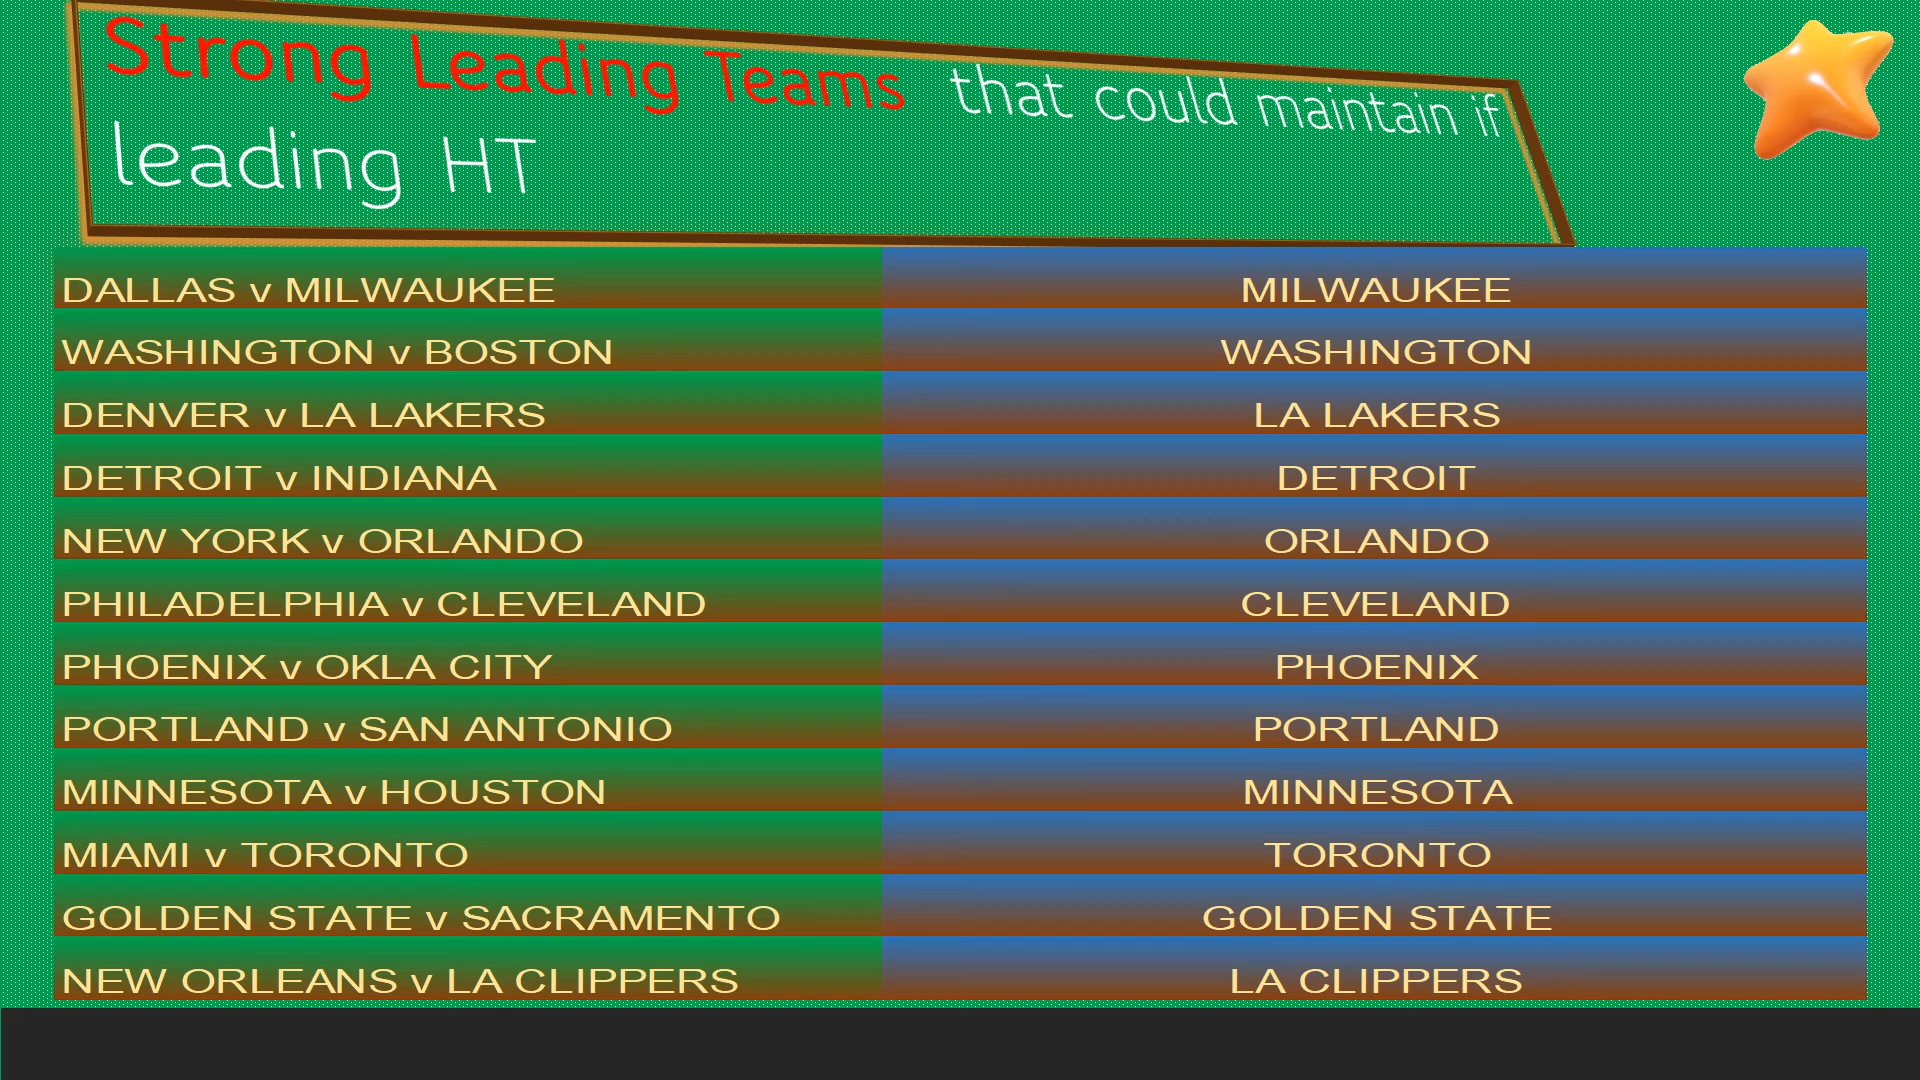 Strong Leading Teams that could maintain if
leading HT
DALLAS v MILWAUKEE MILWAUKEE
WASHINGTON v BOSTON WASHINGTON
DENVER v LA LAKERS LA LAKERS
DETROIT v INDIANA DETROIT
NEW YORK v ORLANDO ORLANDO
PHILADELPHIA v CLEVELAND CLEVELAND
PHOENIX v OKLA CITY PHOENIX
PORTLAND v SAN ANTONIO PORTLAND
MINNESOTA v HOUSTON MINNESOTA
MIAMI v TORONTO TORONTO
GOLDEN STATE v SACRAMENTO GOLDEN STATE
NEW ORLEANS v LA CLIPPERS LA CLIPPERS